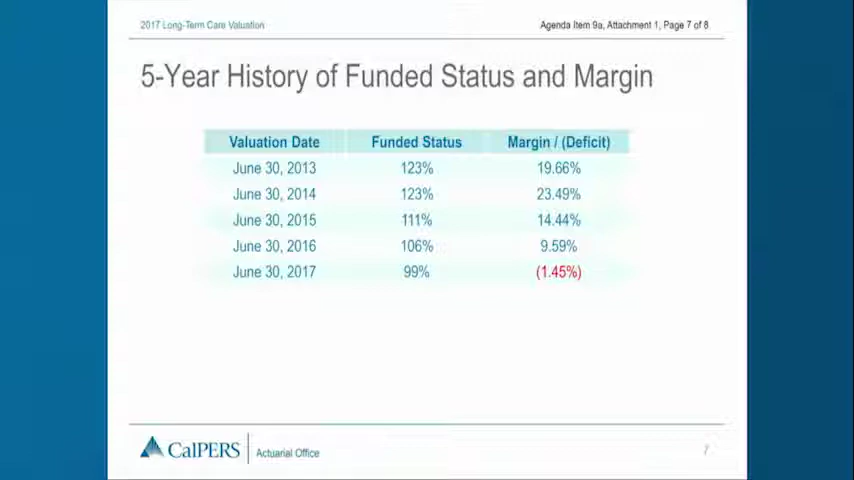 2017 Long-Term Care Valuation
Agenda Item 9a, Attachment 1, Page 7 of 8
5-Year History of Funded Status and Margin
Valuation Date Funded Status Margin / (Deficit)
June 30, 2013 123% 19.66%
June 30, 2014 123% 23.49%
June 30, 2015 111% 14.44%
June 30, 2016 106% 9.59%
June 30, 2017 99% (1.45%)
CalPERS Actuarial Office
7